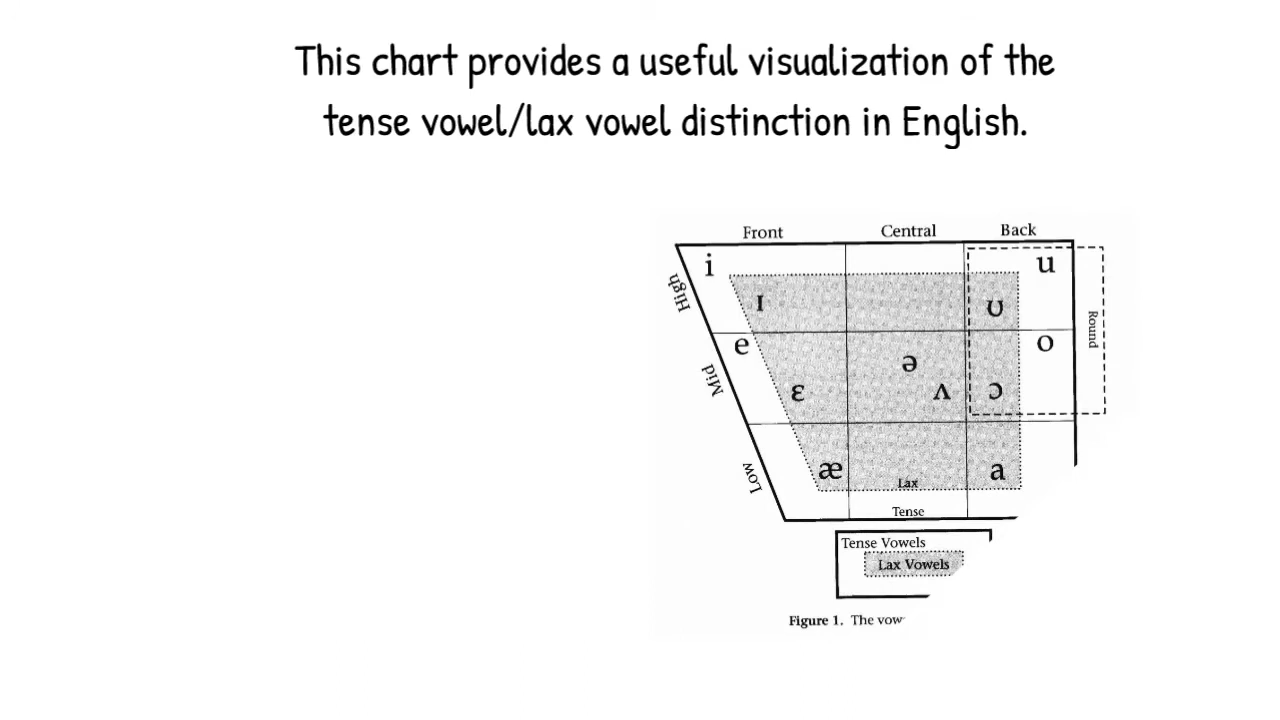 This chart provides a useful visualization of the
tense vowel/lax vowel distinction in English.
Front Central Back
High
i
u
ɪ
ʊ
Round
Mid
e
o
ə
ɛ
ʌ
ɔ
Low
æ
a
Lax
Tense
Tense Vowels
Lax Vowels
Figure 1. The vow